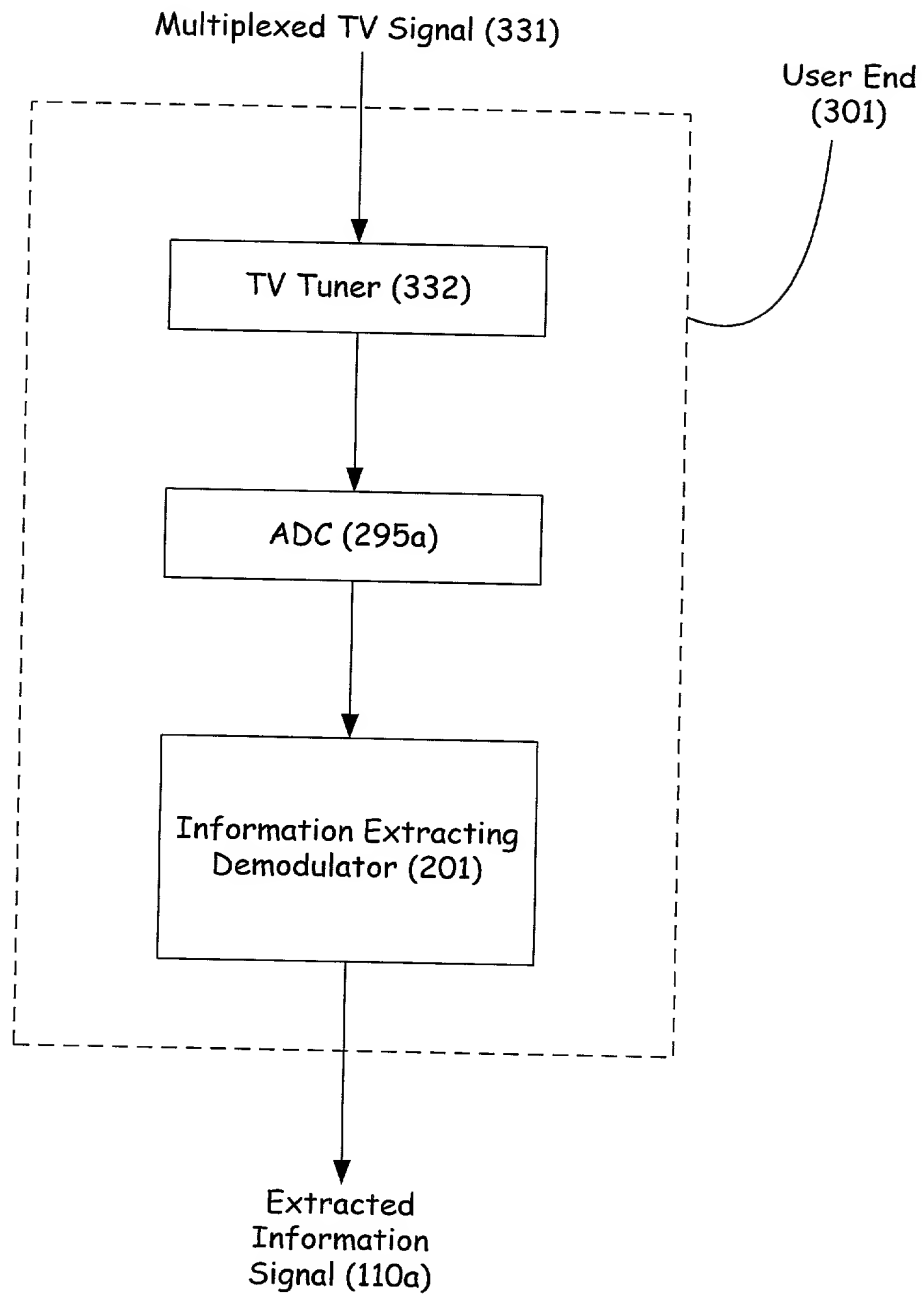 Multiplexed TV Signal (331)
User End
(301)
TV Tuner (332)
ADC (295a)
Information Extracting
Demodulator (201)
Extracted
Information
Signal (110a)